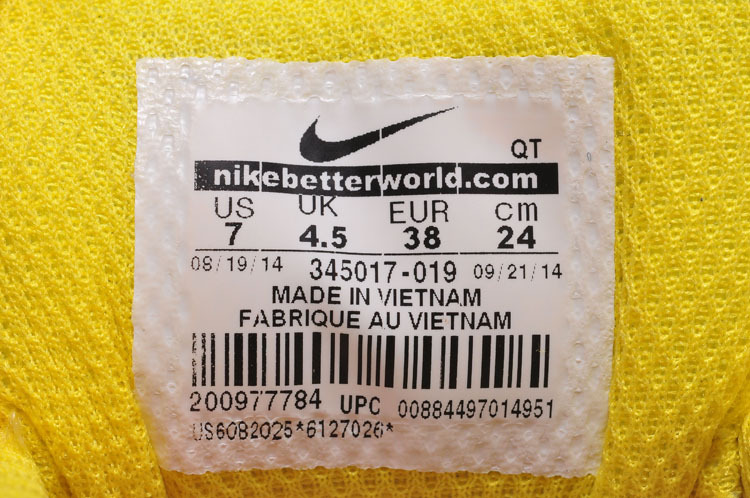 QT
nikebetterworld.com
US UK EUR cm
7 4.5 38 24
08/19/14 345017-019 09/21/14
MADE IN VIETNAM
FABRIQUE AU VIETNAM
200977784 UPC 00884497014951
US60B2025*6127026*